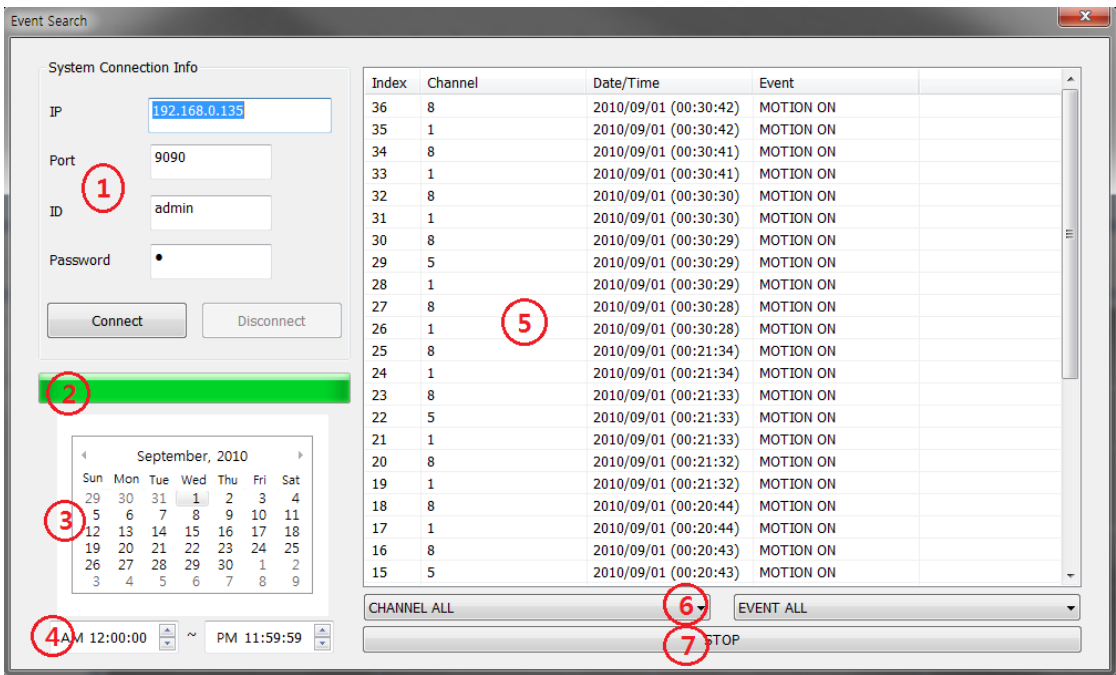 Event Search
System Connection Info
IP 192.168.0.135
Port 9090
1
ID admin
Password
Connect Disconnect
2
September, 2010
Sun Mon Tue Wed Thu Fri Sat
29 30 31 1 2 3 4
5 6 7 8 9 10 11
3
12 13 14 15 16 17 18
19 20 21 22 23 24 25
26 27 28 29 30 1 2
3 4 5 6 7 8 9
4
AM 12:00:00 ~ PM 11:59:59
Index Channel Date/Time Event
36 8 2010/09/01 (00:30:42) MOTION ON
35 1 2010/09/01 (00:30:42) MOTION ON
34 8 2010/09/01 (00:30:41) MOTION ON
33 1 2010/09/01 (00:30:41) MOTION ON
32 8 2010/09/01 (00:30:30) MOTION ON
31 1 2010/09/01 (00:30:30) MOTION ON
30 8 2010/09/01 (00:30:29) MOTION ON
29 5 2010/09/01 (00:30:29) MOTION ON
28 1 2010/09/01 (00:30:29) MOTION ON
27 8 2010/09/01 (00:30:28) MOTION ON
26 1 2010/09/01 (00:30:28) MOTION ON
5
25 8 2010/09/01 (00:21:34) MOTION ON
24 1 2010/09/01 (00:21:34) MOTION ON
23 8 2010/09/01 (00:21:33) MOTION ON
22 5 2010/09/01 (00:21:33) MOTION ON
21 1 2010/09/01 (00:21:33) MOTION ON
20 8 2010/09/01 (00:21:32) MOTION ON
19 1 2010/09/01 (00:21:32) MOTION ON
18 8 2010/09/01 (00:20:44) MOTION ON
17 1 2010/09/01 (00:20:44) MOTION ON
16 8 2010/09/01 (00:20:43) MOTION ON
15 5 2010/09/01 (00:20:43) MOTION ON
CHANNEL ALL 6 EVENT ALL
7 STOP